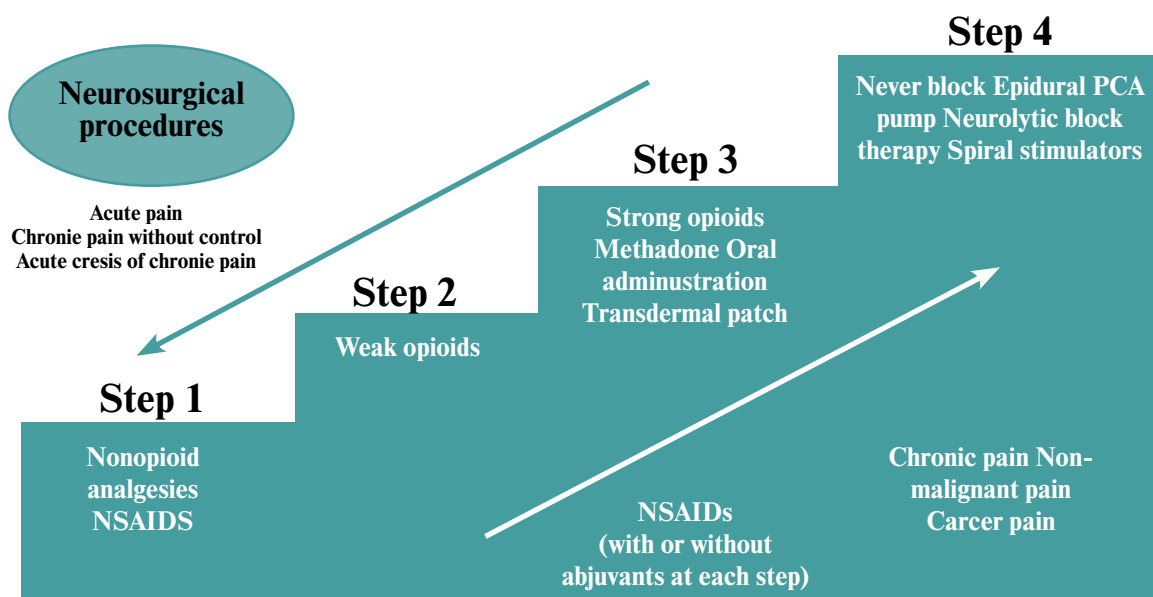 Neurosurgical
procedures
Acute pain
Chronie pain without control
Acute cresis of chronic pain
Step 1
Nonopioid
analgesies
NSAIDS
Step 2
Weak opioids
Step 3
Strong opioids
Methadone Oral
adminustration
Transdermal patch
Step 4
Never block Epidural PCA
pump Neurolytic block
therapy Spiral stimulators
NSAIDs
(with or without
abjuvants at each step)
Chronic pain Non-
malignant pain
Carcer pain